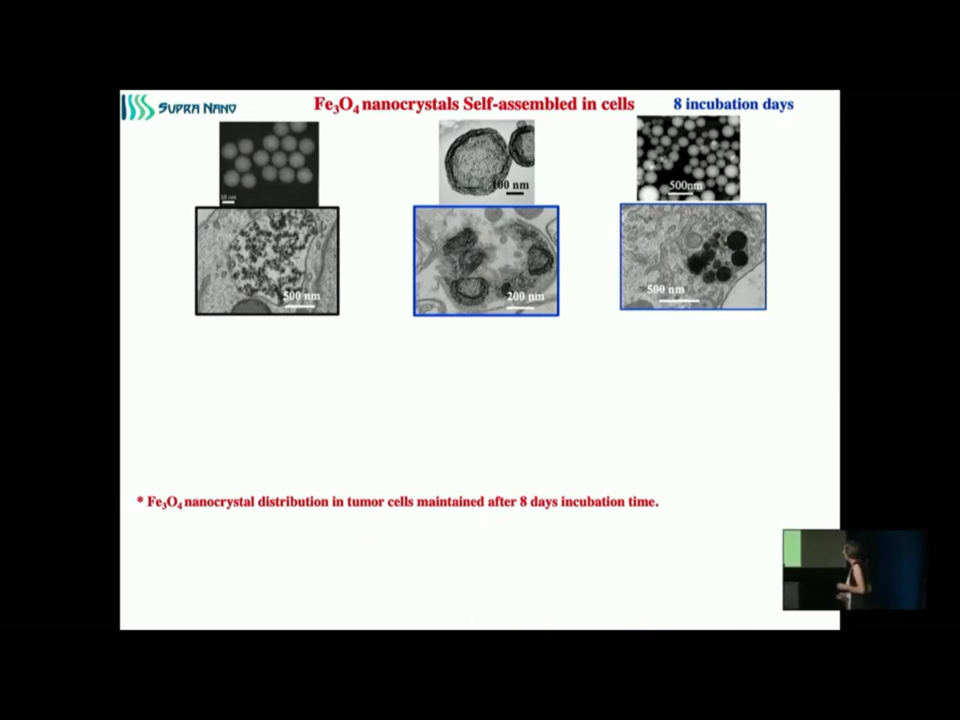 SUPRA NANO
Fe₃O₄ nanocrystals Self-assembled in cells
8 incubation days
100 nm
500nm
500 nm
200 nm
500 nm
* Fe₃O₄ nanocrystal distribution in tumor cells maintained after 8 days incubation time.